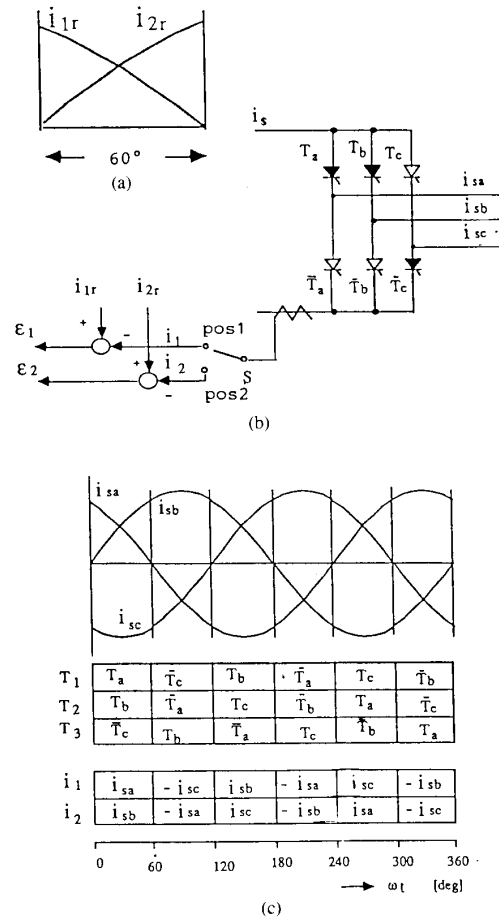 i1r i2r
60°
(a)
is
Ta Tb Tc
isa
isb
isc
T̄a T̄b T̄c
i1r i2r
+ - i1 pos1
ε1
+ i2 S
ε2
- pos2
(b)
isa isb
isc
T1 Ta T̄c Tb T̄a Tc T̄b
T2 Tb T̄a Tc T̄b Ta T̄c
T3 T̄c Tb T̄a Tc T̄b Ta
i1 isa -isc isb -isa isc -isb
i2 isb -isa isc -isb isa -isc
0 60 120 180 240 300 360
ωt [deg]
(c)